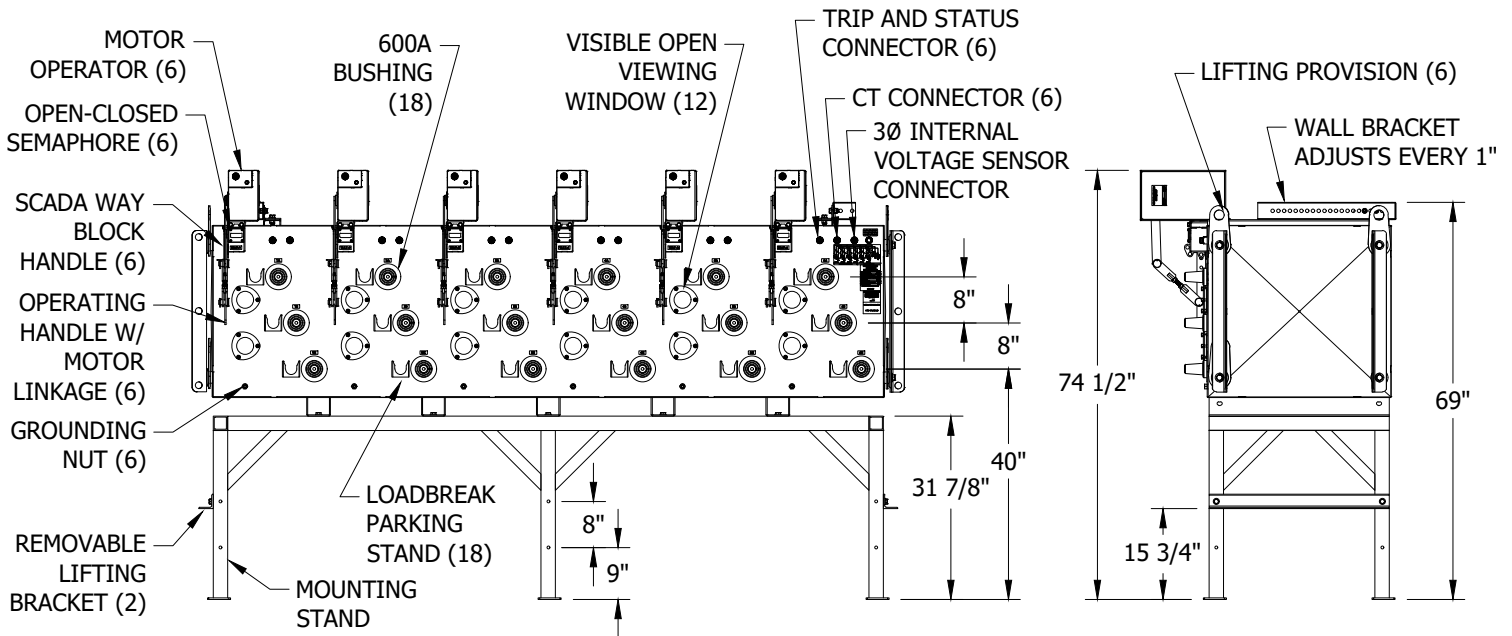 MOTOR
OPERATOR (6)
600A
BUSHING
(18)
VISIBLE OPEN
VIEWING
WINDOW (12)
TRIP AND STATUS
CONNECTOR (6)
OPEN-CLOSED
SEMAPHORE (6)
CT CONNECTOR (6)
3Ø INTERNAL
VOLTAGE SENSOR
CONNECTOR
LIFTING PROVISION (6)
WALL BRACKET
ADJUSTS EVERY 1"
SCADA WAY
BLOCK
HANDLE (6)
OPERATING
HANDLE W/
MOTOR
LINKAGE (6)
GROUNDING
NUT (6)
8"
8"
74 1/2"
69"
40"
31 7/8"
LOADBREAK
PARKING
STAND (18)
8"
9"
15 3/4"
REMOVABLE
LIFTING
BRACKET (2)
MOUNTING
STAND